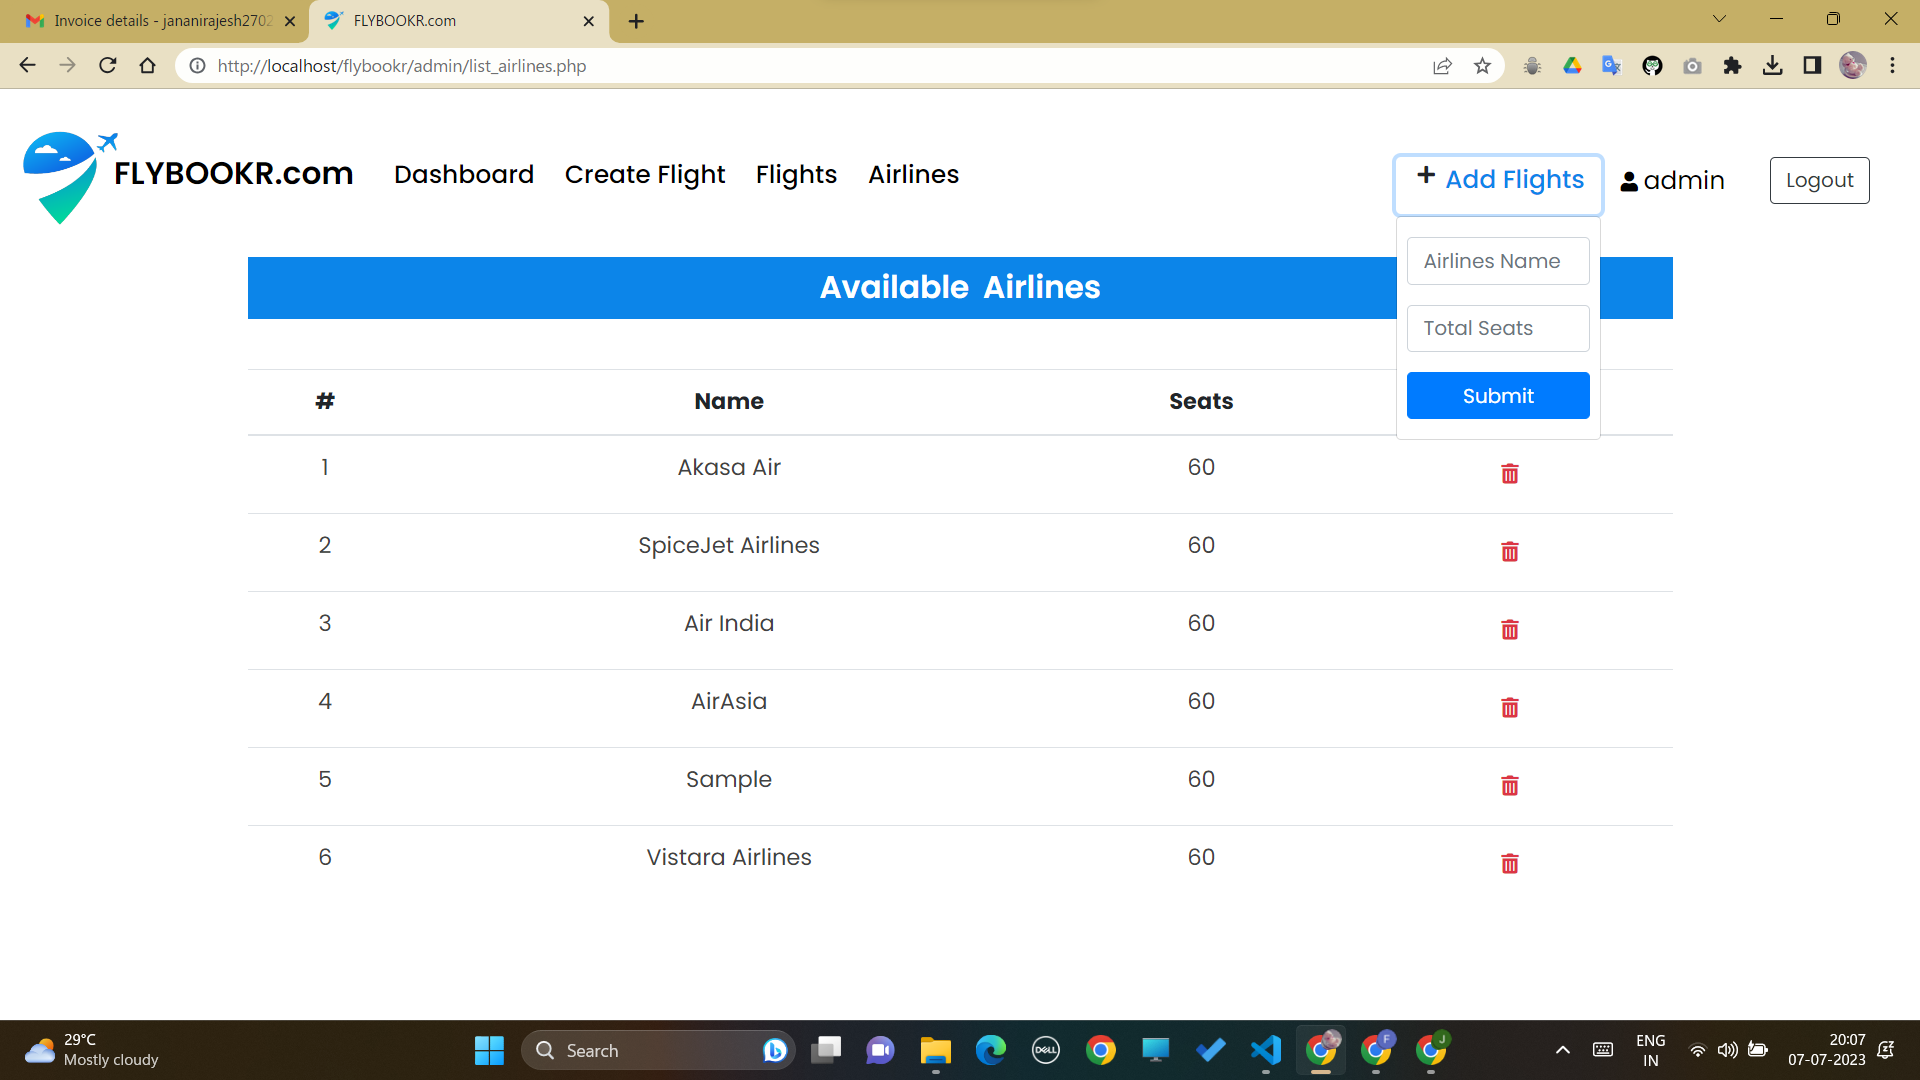 Invoice details - jananirajesh2702
FLYBOOKR.com
http://localhost/flybookr/admin/list_airlines.php
FLYBOOKR.com
Dashboard
Create Flight
Flights
Airlines
+ Add Flights
admin
Logout
Airlines Name
Total Seats
Submit
Available Airlines
# Name Seats
1 Akasa Air 60
2 SpiceJet Airlines 60
3 Air India 60
4 AirAsia 60
5 Sample 60
6 Vistara Airlines 60
29°C
Mostly cloudy
Search
DELL
F
J
ENG
IN
20:07
07-07-2023